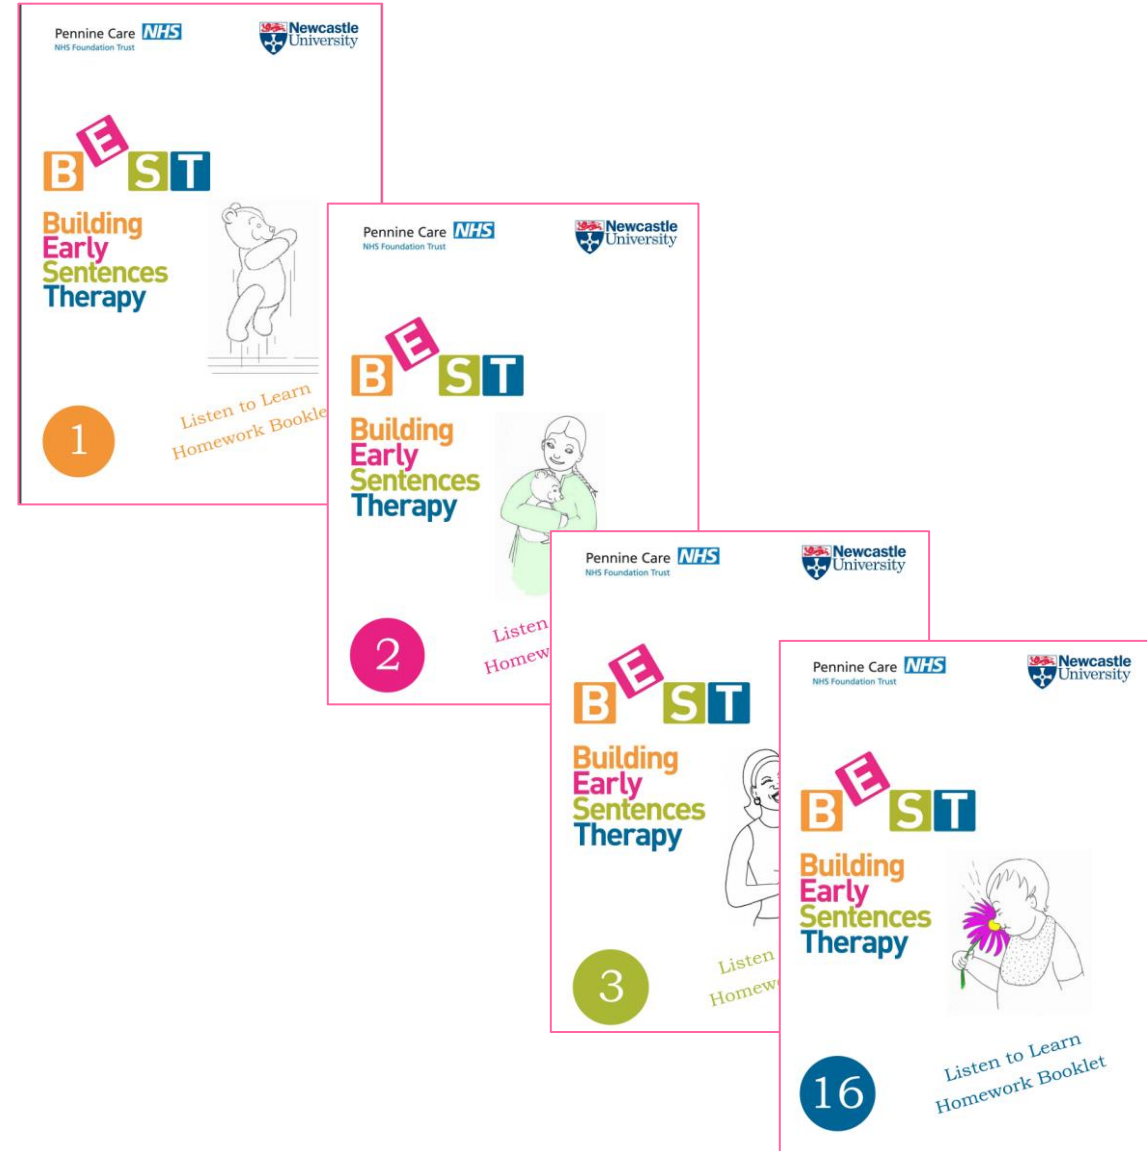 Pennine Care NHS
NHS Foundation Trust
Newcastle
University
BEST
Building
Early
Sentences
Therapy
Listen to Learn
Homework
1
Pennine Care NHS
NHS Foundation Trust
Newcastle
University
BEST
Building
Early
Sentences
Therapy
Listen
2
Pennine Care NHS
NHS Foundation Trust
Newcastle
University
BEST
Building
Early
Sentences
Therapy
Listen
3
Pennine Care NHS
NHS Foundation Trust
Newcastle
University
BEST
Building
Early
Sentences
Therapy
Listen to Learn
Homework Booklet
16